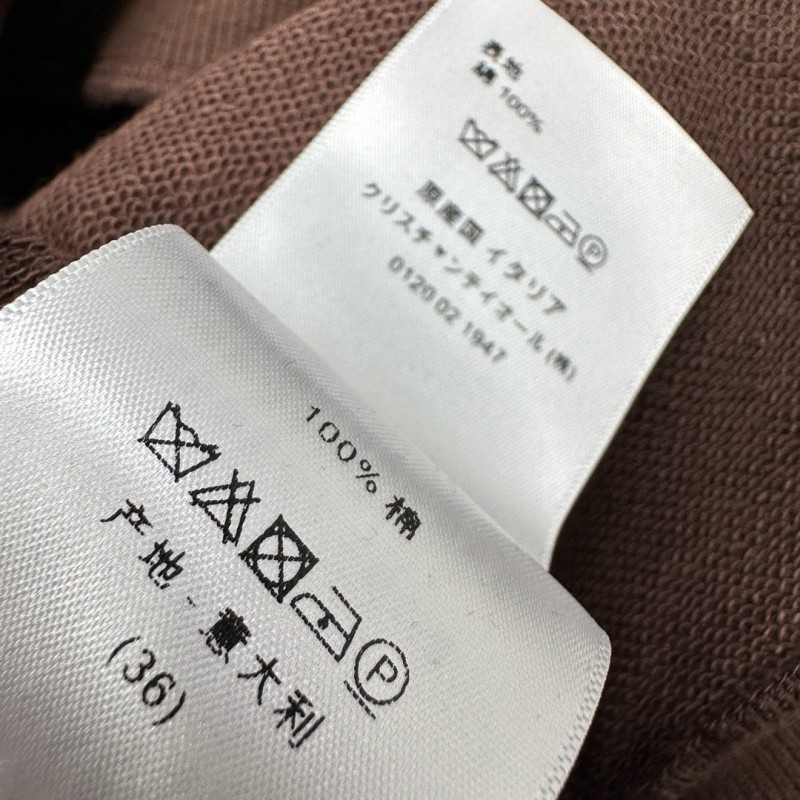 表地
綿 100%
原産国 イタリア
クリスチャンディオール(株)
0120 02 1947
100% 棉
产地 - 意大利
(36)